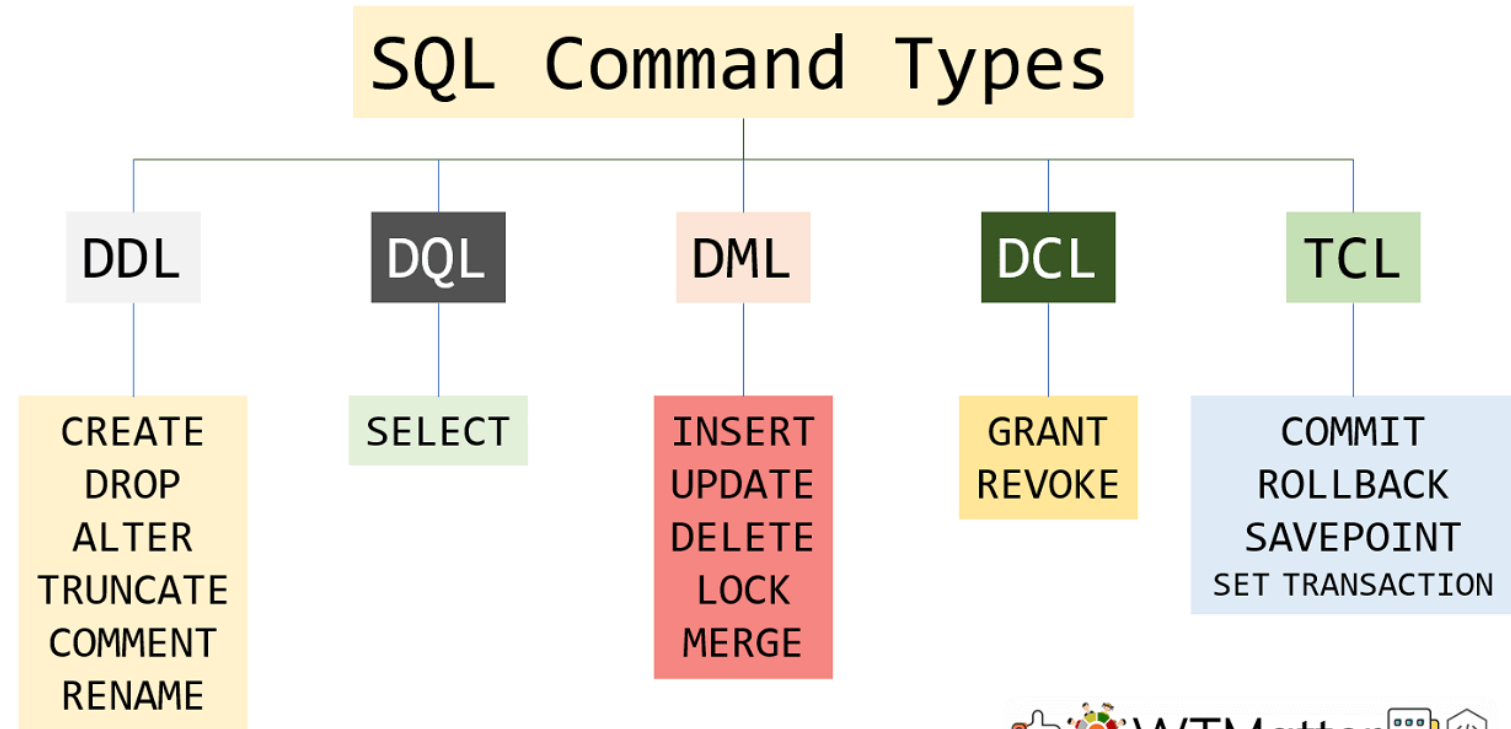 SQL Command Types
DDL
DQL
DML
DCL
TCL
CREATE
DROP
ALTER
TRUNCATE
COMMENT
RENAME
SELECT
INSERT
UPDATE
DELETE
LOCK
MERGE
GRANT
REVOKE
COMMIT
ROLLBACK
SAVEPOINT
SET TRANSACTION